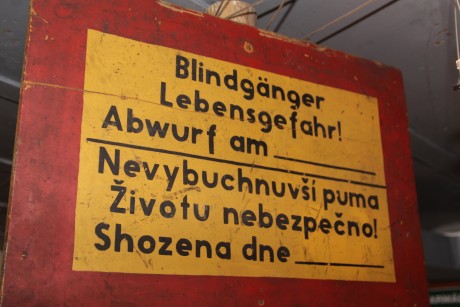 Blindgänger
Lebensgefahr!
Abwurf am
Nevybuchnuvší puma
Životu nebezpečno!
Shozena dne